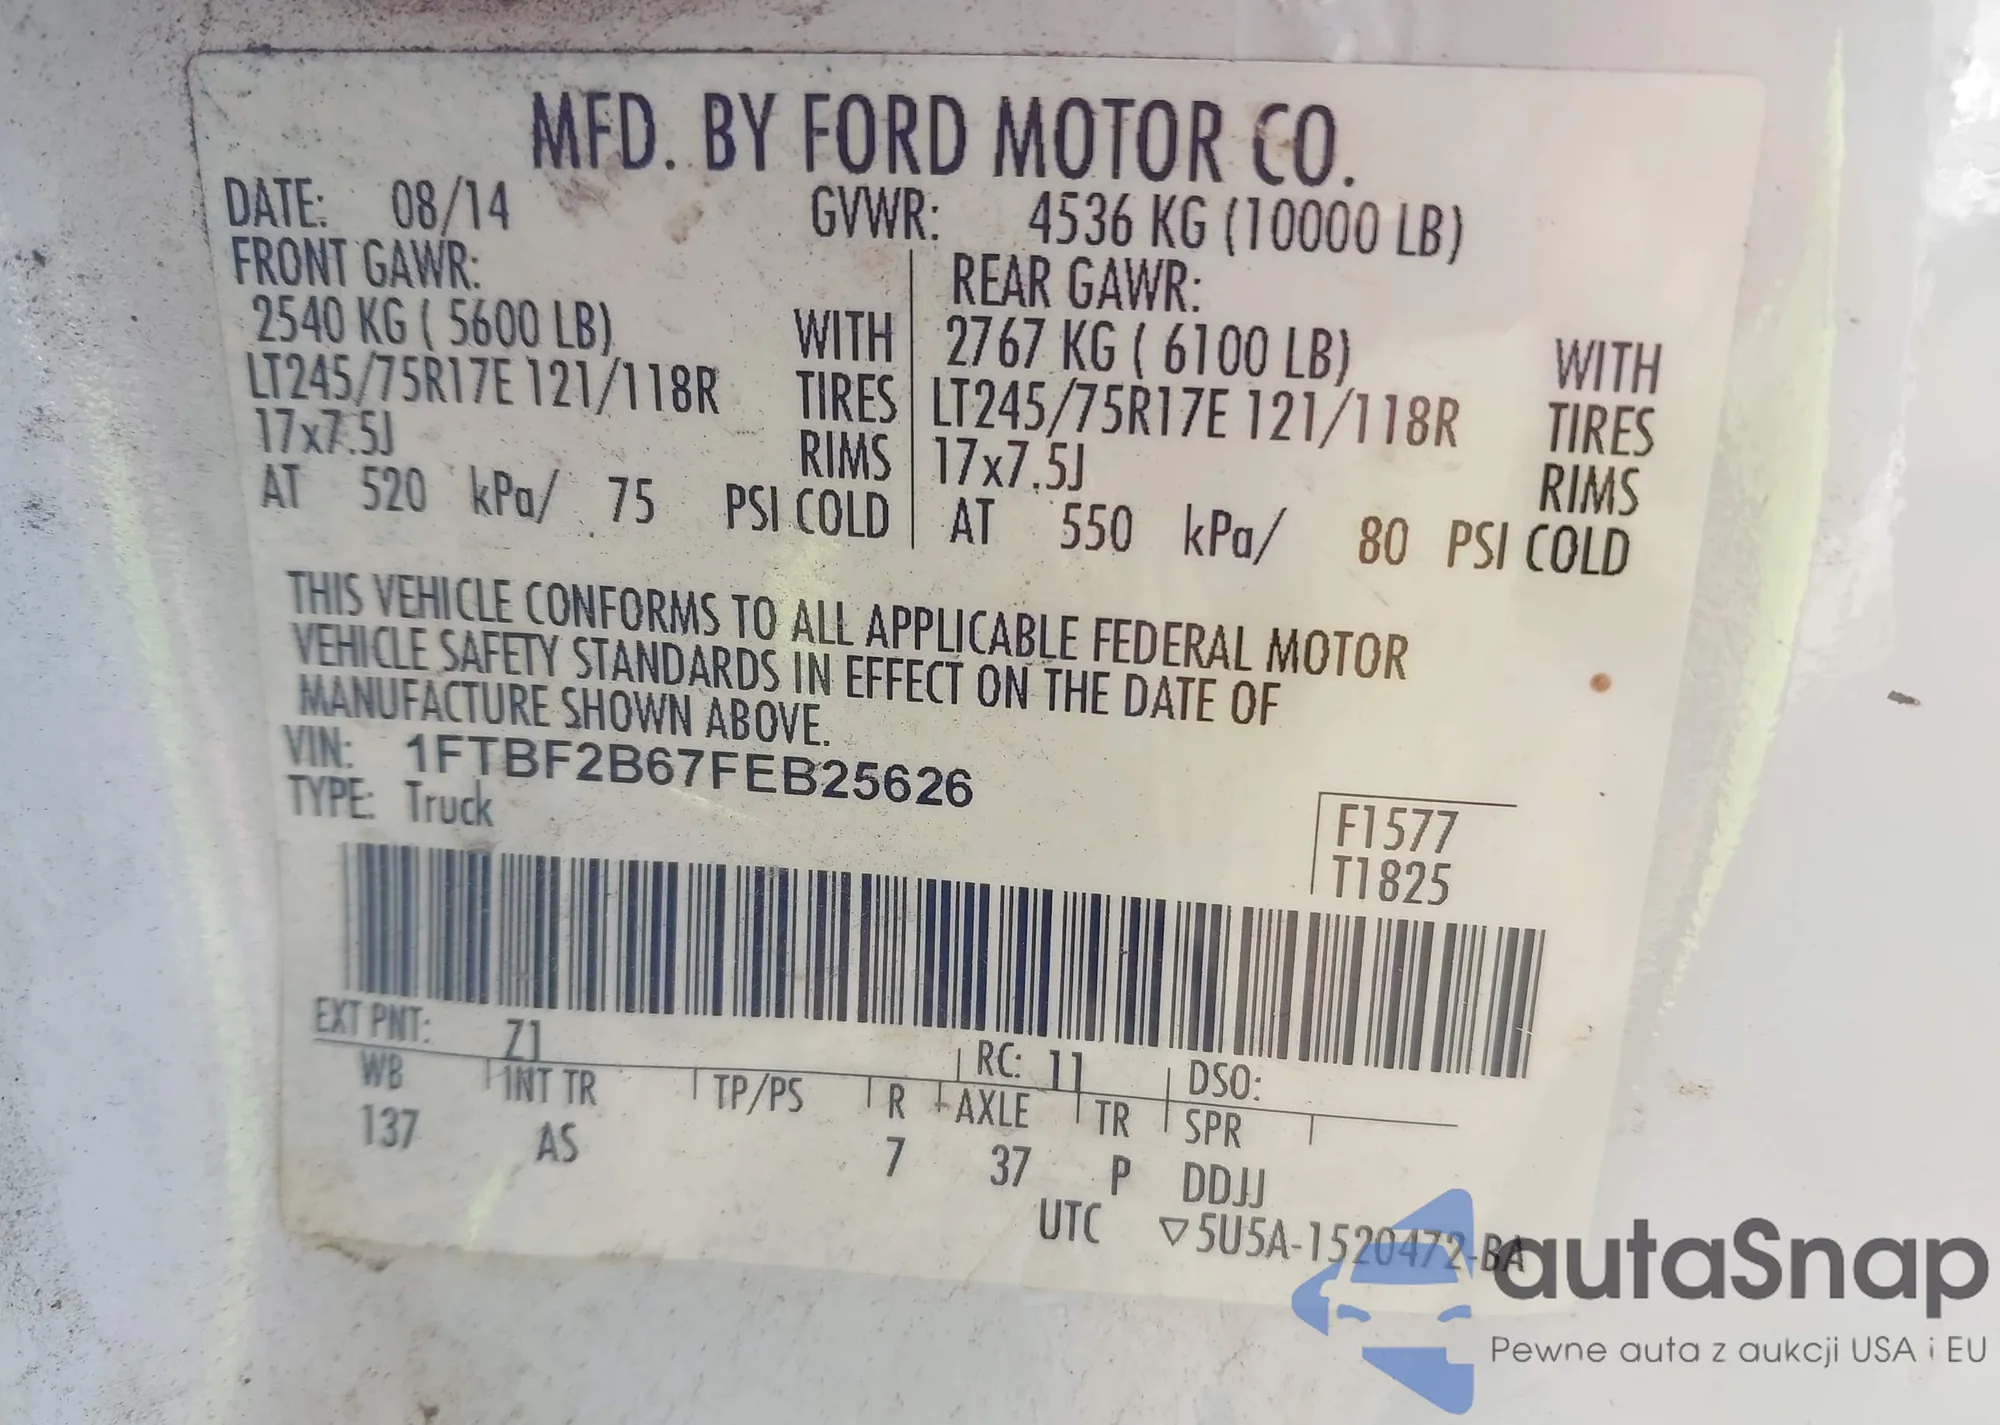 MFD. BY FORD MOTOR CO.
DATE: 08/14 GVWR: 4536 KG (10000 LB)
FRONT GAWR: REAR GAWR:
2540 KG ( 5600 LB) WITH 2767 KG ( 6100 LB) WITH
LT245/75R17E 121/118R TIRES LT245/75R17E 121/118R TIRES
17x7.5J RIMS 17x7.5J RIMS
AT 520 kPa/ 75 PSI COLD AT 550 kPa/ 80 PSI COLD
THIS VEHICLE CONFORMS TO ALL APPLICABLE FEDERAL MOTOR
VEHICLE SAFETY STANDARDS IN EFFECT ON THE DATE OF
MANUFACTURE SHOWN ABOVE.
VIN: 1FTBF2B67FEB25626
TYPE: Truck
F1577
T1825
EXT PNT: Z1 RC: 11 DSO:
WB INT TR TP/PS R AXLE TR SPR
137 AS 7 37 P DDJJ
UTC ▽5U5A-1520472-BA
autaSnap
Pewne auta z aukcji USA i EU